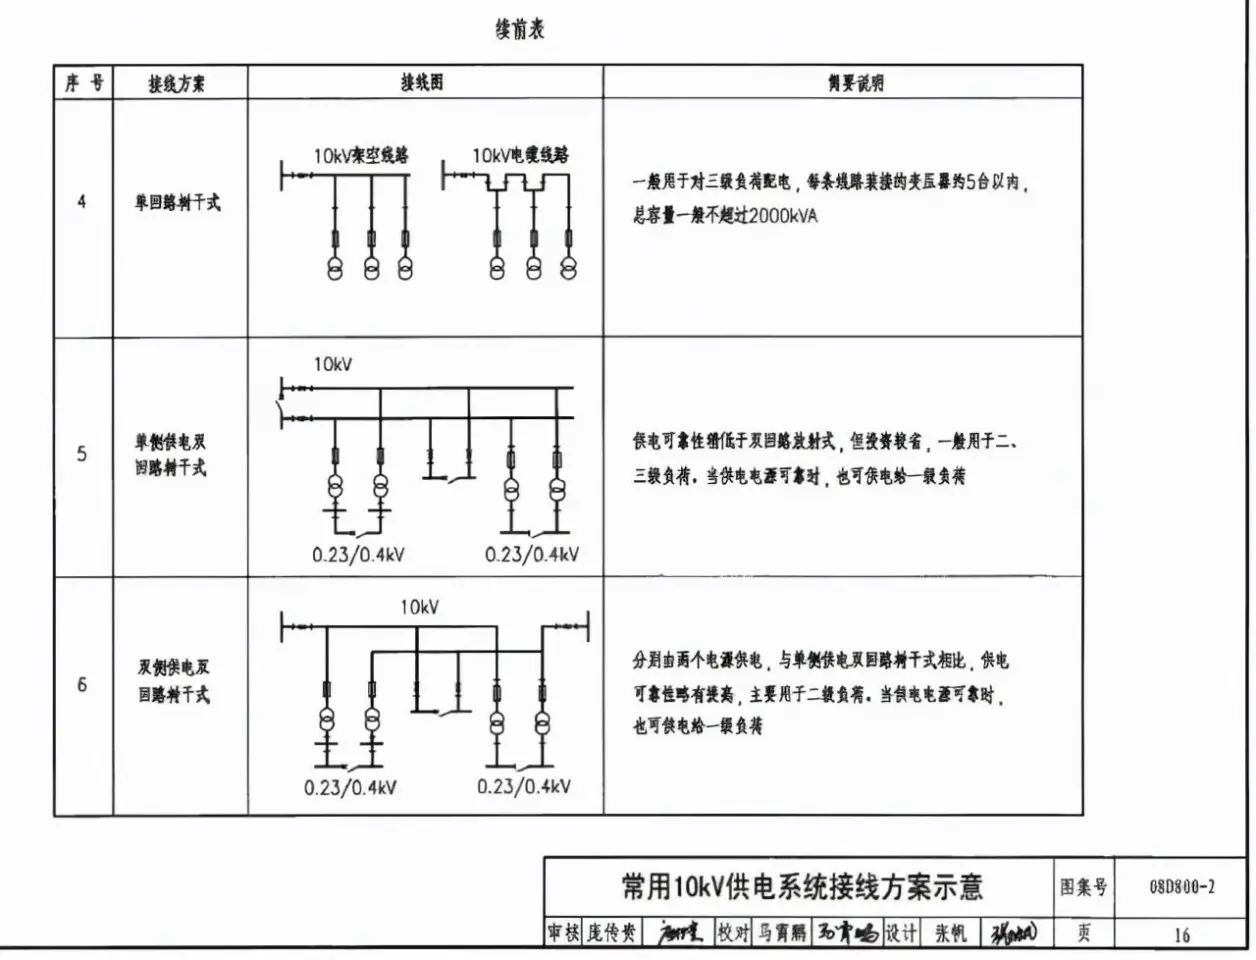 续前表
序 号 接线方案 接线图 简要说明
4 单回路树干式
10kV架空线路 10kV电缆线路
一般用于对三级负荷配电，每条线路装接的变压器约5台以内，
总容量一般不超过2000kVA
5 单侧供电双
回路树干式
10kV
0.23/0.4kV 0.23/0.4kV
供电可靠性稍低于双回路放射式，但投资较省，一般用于二、
三级负荷。当供电电源可靠时，也可供电给一级负荷
6 双侧供电双
回路树干式
10kV
0.23/0.4kV 0.23/0.4kV
分别由两个电源供电，与单侧供电双回路树干式相比，供电
可靠性略有提高，主要用于二级负荷。当供电电源可靠时，
也可供电给一级负荷
常用10kV供电系统接线方案示意 图集号 08D800-2
审核 庞传贵 校对 马霄鹏 设计 张帆 页 16